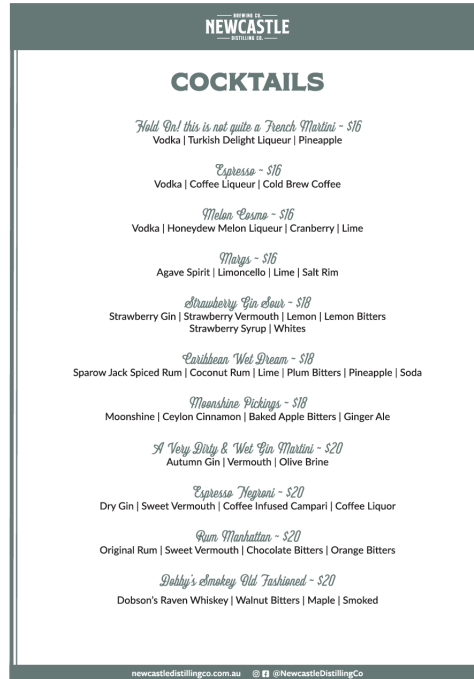 BREWING CO.
NEWCASTLE
DISTILLING CO.
COCKTAILS
Hold On! this is not quite a French Martini ~ $16
Vodka | Turkish Delight Liqueur | Pineapple
Espresso ~ $16
Vodka | Coffee Liqueur | Cold Brew Coffee
Melon Cosmo ~ $16
Vodka | Honeydew Melon Liqueur | Cranberry | Lime
Margs ~ $16
Agave Spirit | Limoncello | Lime | Salt Rim
Strawberry Gin Sour ~ $18
Strawberry Gin | Strawberry Vermouth | Lemon | Lemon Bitters
Strawberry Syrup | Whites
Caribbean Wet Dream ~ $18
Sparow Jack Spiced Rum | Coconut Rum | Lime | Plum Bitters | Pineapple | Soda
Moonshine Pickings ~ $18
Moonshine | Ceylon Cinnamon | Baked Apple Bitters | Ginger Ale
A Very Dirty & Wet Gin Martini ~ $20
Autumn Gin | Vermouth | Olive Brine
Espresso Negroni ~ $20
Dry Gin | Sweet Vermouth | Coffee Infused Campari | Coffee Liquor
Rum Manhattan ~ $20
Original Rum | Sweet Vermouth | Chocolate Bitters | Orange Bitters
Dobby's Smokey Old Fashioned ~ $20
Dobson's Raven Whiskey | Walnut Bitters | Maple | Smoked
newcastledistillingco.com.au @NewcastleDistillingCo